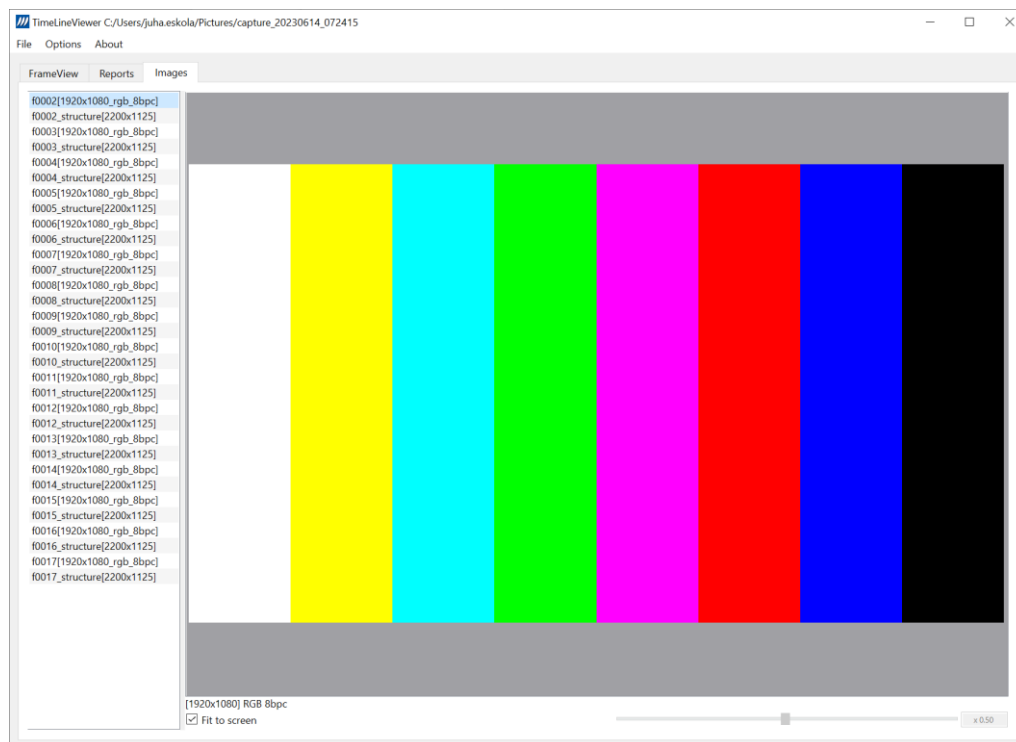 TimeLineViewer C:/Users/juha.eskola/Pictures/capture_20230614_072415
File Options About
FrameView Reports Images
f0002[1920x1080_rgb_8bpc]
f0002_structure[2200x1125]
f0003[1920x1080_rgb_8bpc]
f0003_structure[2200x1125]
f0004[1920x1080_rgb_8bpc]
f0004_structure[2200x1125]
f0005[1920x1080_rgb_8bpc]
f0005_structure[2200x1125]
f0006[1920x1080_rgb_8bpc]
f0006_structure[2200x1125]
f0007[1920x1080_rgb_8bpc]
f0007_structure[2200x1125]
f0008[1920x1080_rgb_8bpc]
f0008_structure[2200x1125]
f0009[1920x1080_rgb_8bpc]
f0009_structure[2200x1125]
f0010[1920x1080_rgb_8bpc]
f0010_structure[2200x1125]
f0011[1920x1080_rgb_8bpc]
f0011_structure[2200x1125]
f0012[1920x1080_rgb_8bpc]
f0012_structure[2200x1125]
f0013[1920x1080_rgb_8bpc]
f0013_structure[2200x1125]
f0014[1920x1080_rgb_8bpc]
f0014_structure[2200x1125]
f0015[1920x1080_rgb_8bpc]
f0015_structure[2200x1125]
f0016[1920x1080_rgb_8bpc]
f0016_structure[2200x1125]
f0017[1920x1080_rgb_8bpc]
f0017_structure[2200x1125]
[1920x1080] RGB 8bpc
Fit to screen
x 0.50